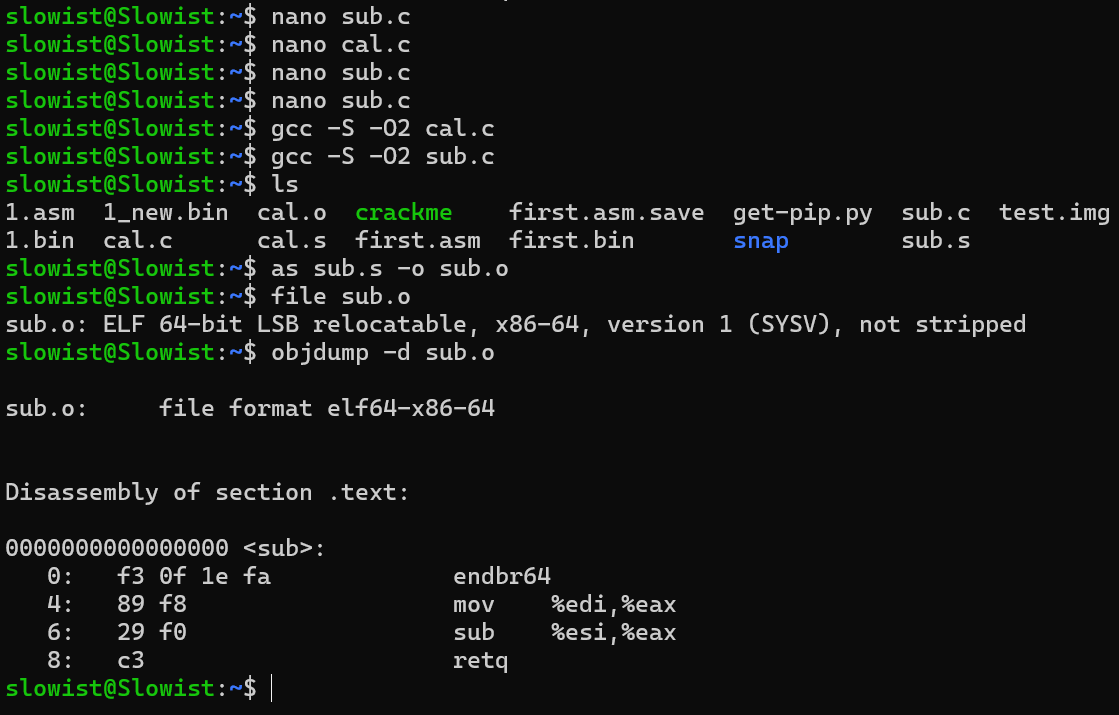 slowist@Slowist:~$ nano sub.c
slowist@Slowist:~$ nano cal.c
slowist@Slowist:~$ nano sub.c
slowist@Slowist:~$ nano sub.c
slowist@Slowist:~$ gcc -S -O2 cal.c
slowist@Slowist:~$ gcc -S -O2 sub.c
slowist@Slowist:~$ ls
1.asm  1_new.bin  cal.o  crackme    first.asm.save  get-pip.py  sub.c  test.img
1.bin  cal.c      cal.s  first.asm  first.bin       snap        sub.s
slowist@Slowist:~$ as sub.s -o sub.o
slowist@Slowist:~$ file sub.o
sub.o: ELF 64-bit LSB relocatable, x86-64, version 1 (SYSV), not stripped
slowist@Slowist:~$ objdump -d sub.o
sub.o:     file format elf64-x86-64
Disassembly of section .text:
0000000000000000 <sub>:
   0:   f3 0f 1e fa             endbr64
   4:   89 f8                   mov    %edi,%eax
   6:   29 f0                   sub    %esi,%eax
   8:   c3                      retq
slowist@Slowist:~$